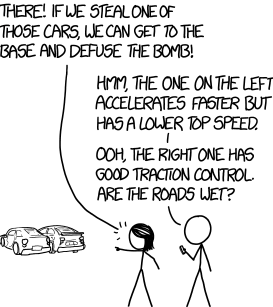 THERE! IF WE STEAL ONE OF
THOSE CARS, WE CAN GET TO THE
BASE AND DEFUSE THE BOMB!
HMM, THE ONE ON THE LEFT
ACCELERATES FASTER BUT
HAS A LOWER TOP SPEED.
OOH, THE RIGHT ONE HAS
GOOD TRACTION CONTROL.
ARE THE ROADS WET?